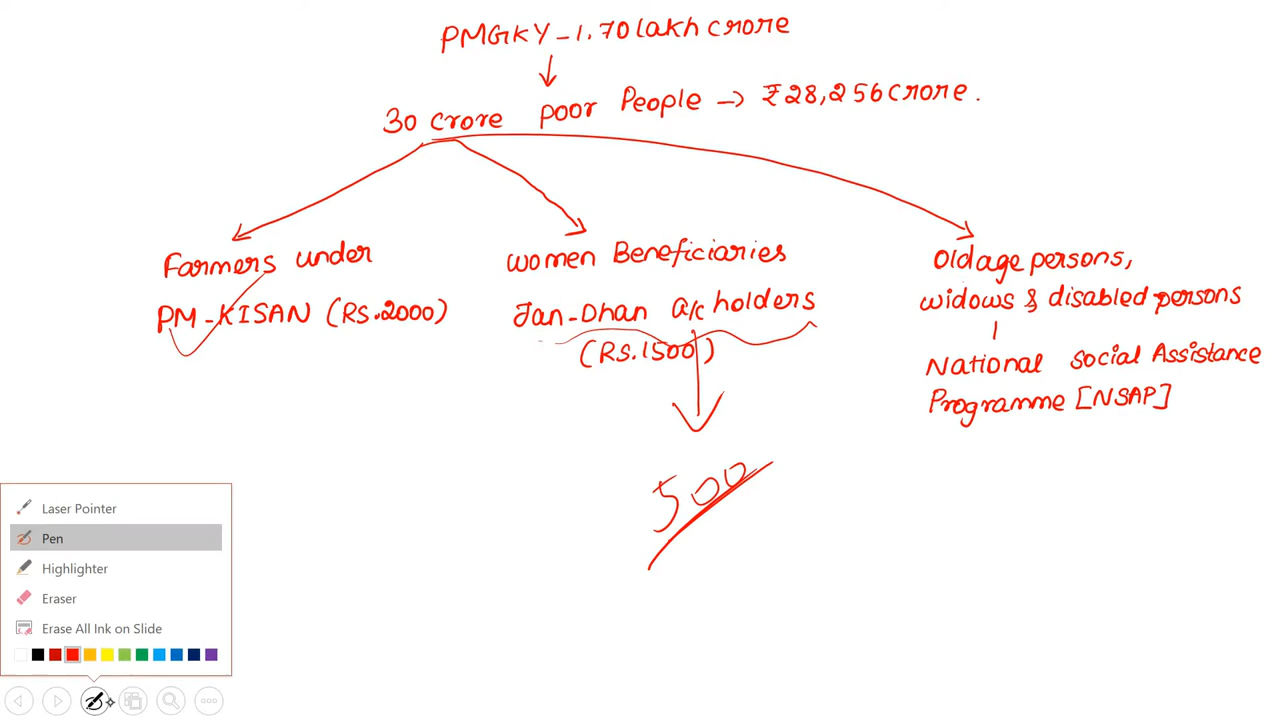 PMGKY - 1.70 lakh crore
30 crore poor People → ₹28,256 crore.
Farmers under
PM-KISAN (RS.2000)
women Beneficiaries
Jan-Dhan a/c holders
(RS.1500)
500
Old age persons,
widows & disabled persons
National social Assistance
Programme [NSAP]
Laser Pointer
Pen
Highlighter
Eraser
Erase All Ink on Slide